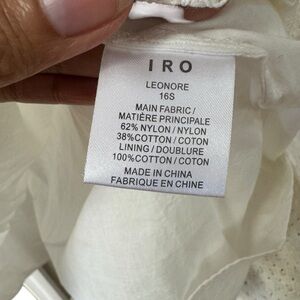 IRO
LEONORE
16S
MAIN FABRIC /
MATIÈRE PRINCIPALE
62% NYLON / NYLON
38%COTTON / COTON
LINING / DOUBLURE
100%COTTON / COTON
MADE IN CHINA
FABRIQUE EN CHINE